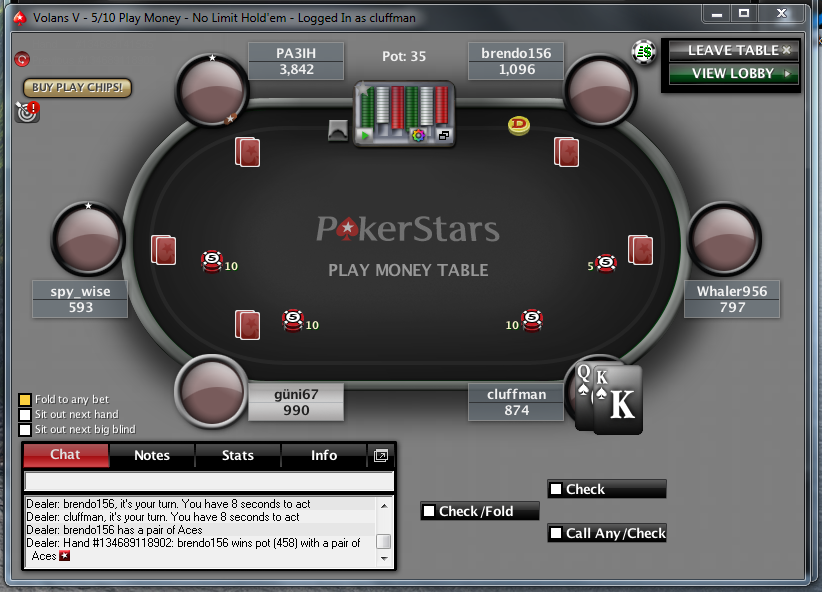 Volans V - 5/10 Play Money - No Limit Hold'em - Logged In as cluffman
PA3IH
3,842
Pot: 35
brendo156
1,096
LEAVE TABLE ×
VIEW LOBBY
BUY PLAY CHIPS!
D
PokerStars
PLAY MONEY TABLE
spy_wise
593
5 10
5 5
Whaler956
797
5 10
10 5
güni67
990
cluffman
874
Q K K
Fold to any bet
Sit out next hand
Sit out next big blind
Chat Notes Stats Info
Dealer: brendo156, it's your turn. You have 8 seconds to act
Dealer: cluffman, it's your turn. You have 8 seconds to act
Dealer: brendo156 has a pair of Aces
Dealer: Hand #134689118902: brendo156 wins pot (458) with a pair of
Aces
Check/Fold
Check
Call Any/Check